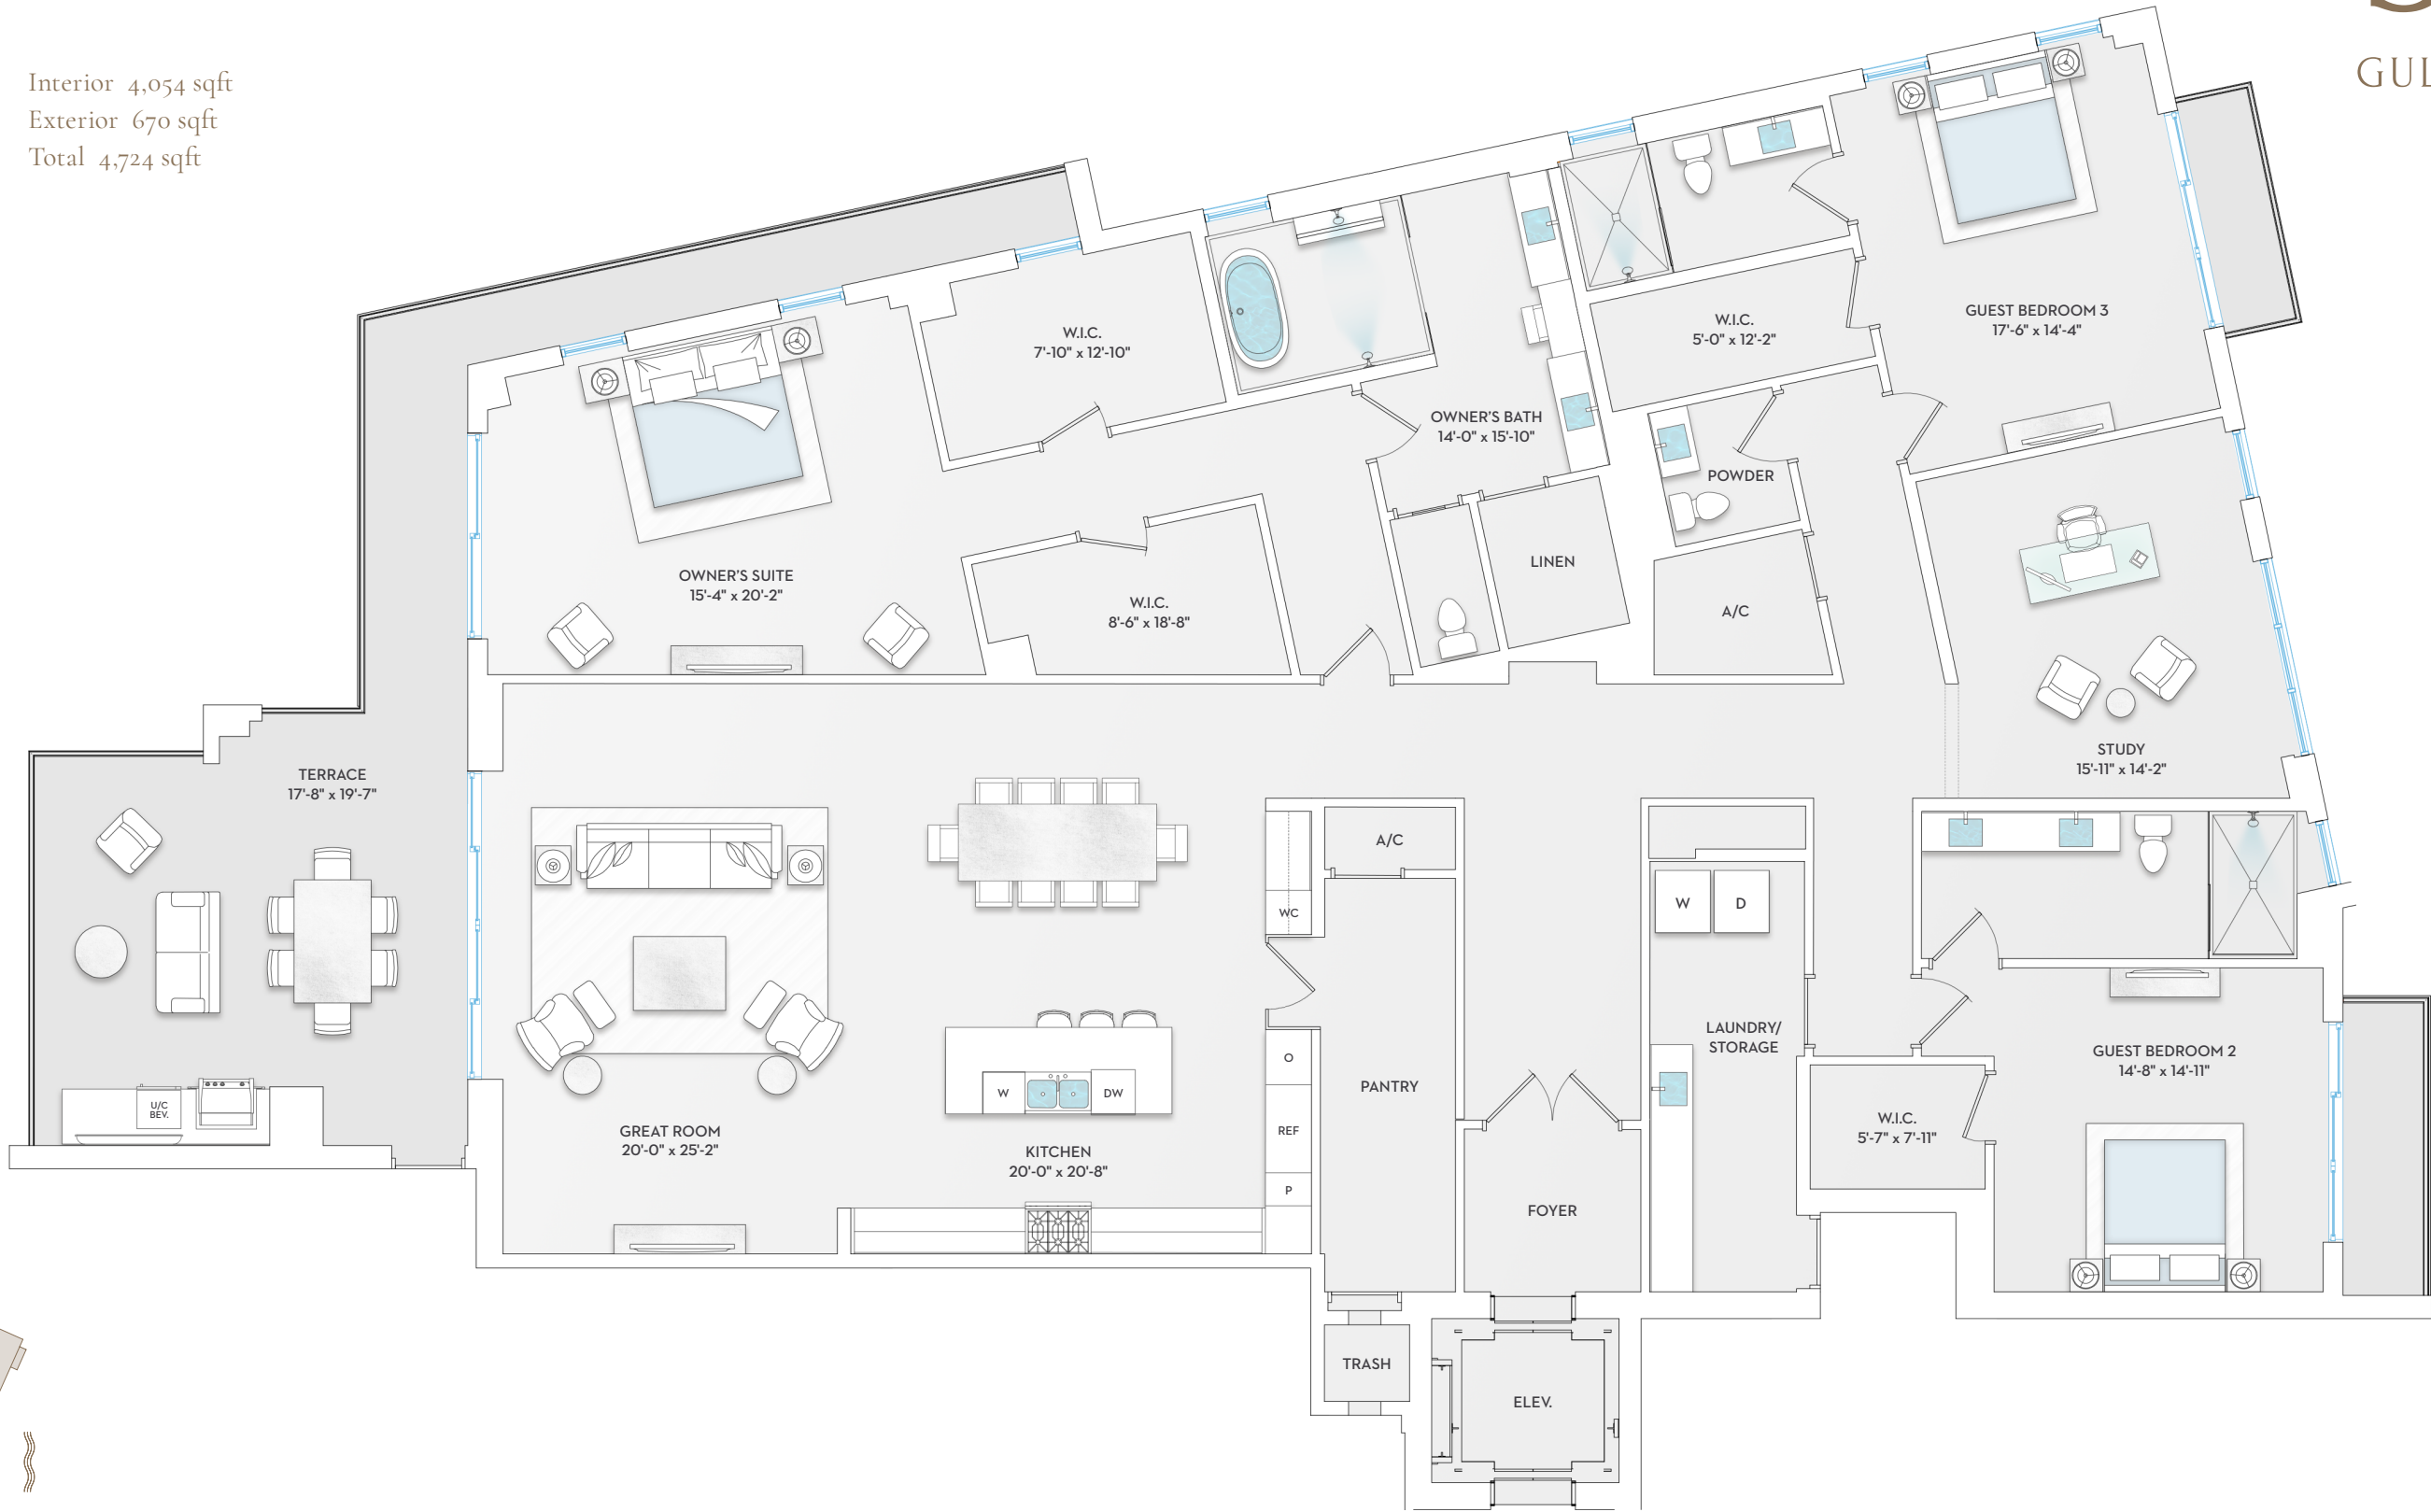 Interior 4,054 sqft
Exterior 670 sqft
Total 4,724 sqft
GUL
W.I.C.
7'-10" x 12'-10"
W.I.C.
5'-0" x 12'-2"
GUEST BEDROOM 3
17'-6" x 14'-4"
OWNER'S BATH
14'-0" x 15'-10"
POWDER
OWNER'S SUITE
15'-4" x 20'-2"
W.I.C.
8'-6" x 18'-8"
LINEN
A/C
STUDY
15'-11" x 14'-2"
TERRACE
17'-8" x 19'-7"
A/C
WC
W
D
U/C
BEV.
W
DW
O
REF
P
PANTRY
LAUNDRY/
STORAGE
GUEST BEDROOM 2
14'-8" x 14'-11"
GREAT ROOM
20'-0" x 25'-2"
KITCHEN
20'-0" x 20'-8"
W.I.C.
5'-7" x 7'-11"
FOYER
TRASH
ELEV.